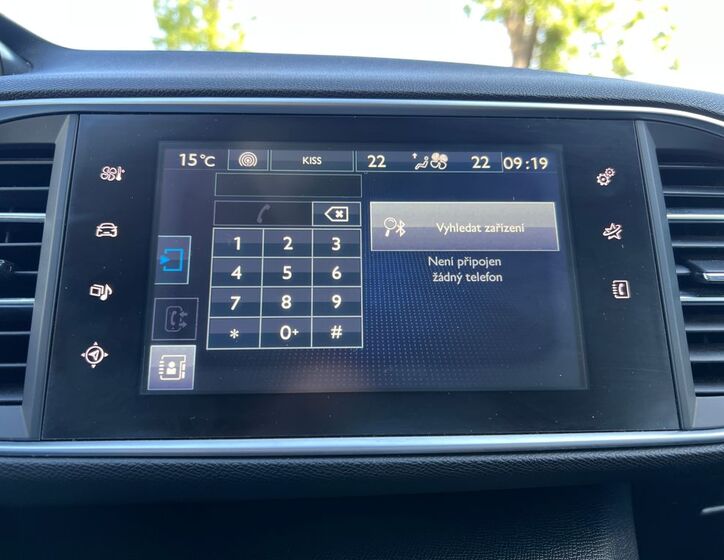 15°C KISS 22 22 09:19
Vyhledat zařízení
Není připojen
žádný telefon
1 2 3
4 5 6
7 8 9
* 0+ #